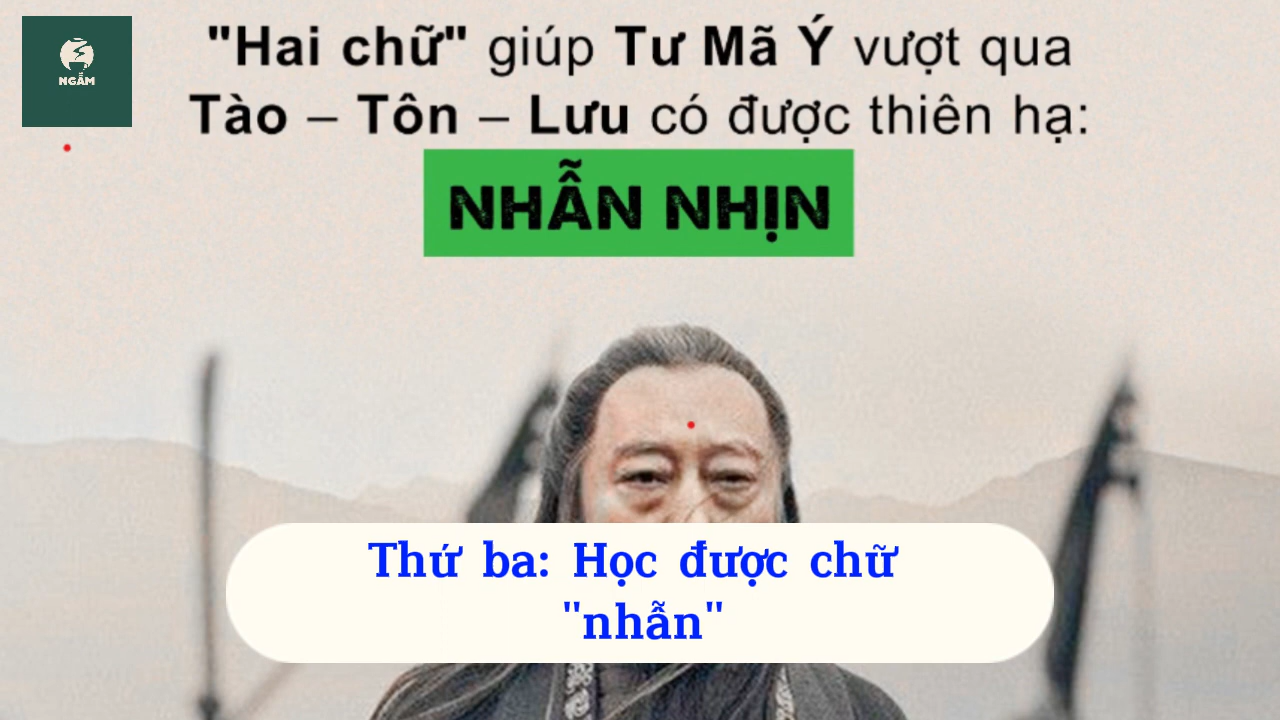 NGẪM
"Hai chữ" giúp Tư Mã Ý vượt qua
Tào – Tôn – Lưu có được thiên hạ:
NHẪN NHỊN
Thứ ba: Học được chữ
"nhẫn"